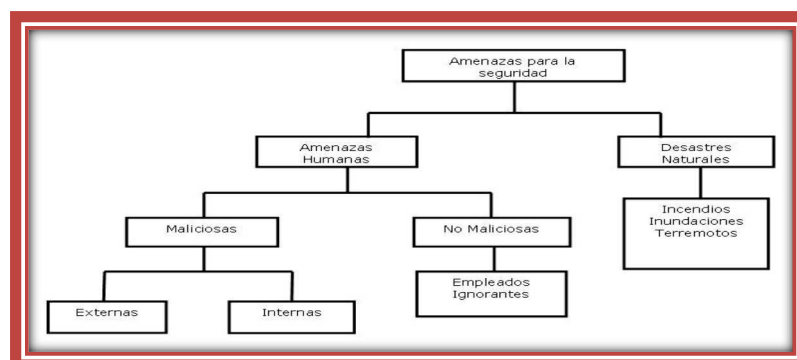 Amenazas para la
seguridad
Amenazas
Humanas
Desastres
Naturales
Maliciosas
No Maliciosas
Incendios
Inundaciones
Terremotos
Externas
Internas
Empleados
Ignorantes